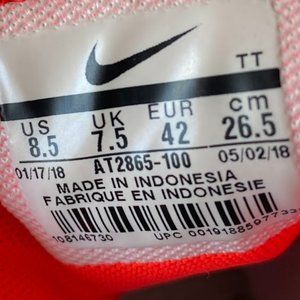 TT
US UK EUR cm
8.5 7.5 42 26.5
01/17/18 AT2865-100 05/02/18
MADE IN INDONESIA
FABRIQUE EN INDONESIE
108146730 UPC 00191885977